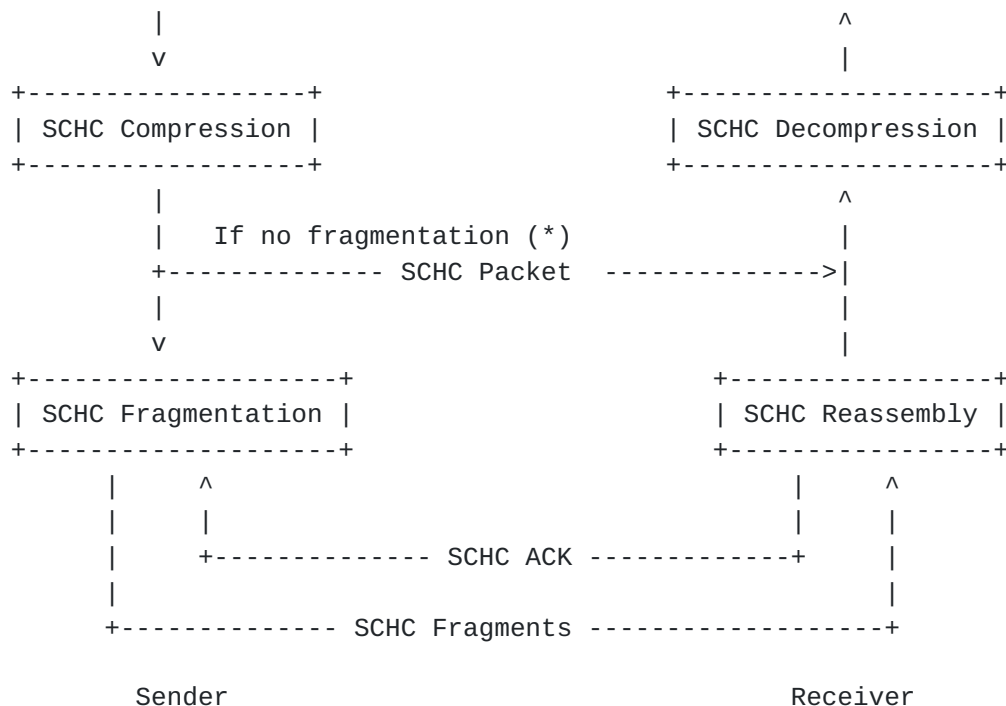 SCHC Compression    SCHC Decompression
If no fragmentation (*)
SCHC Packet
SCHC Fragmentation    SCHC Reassembly
SCHC ACK
SCHC Fragments
Sender    Receiver